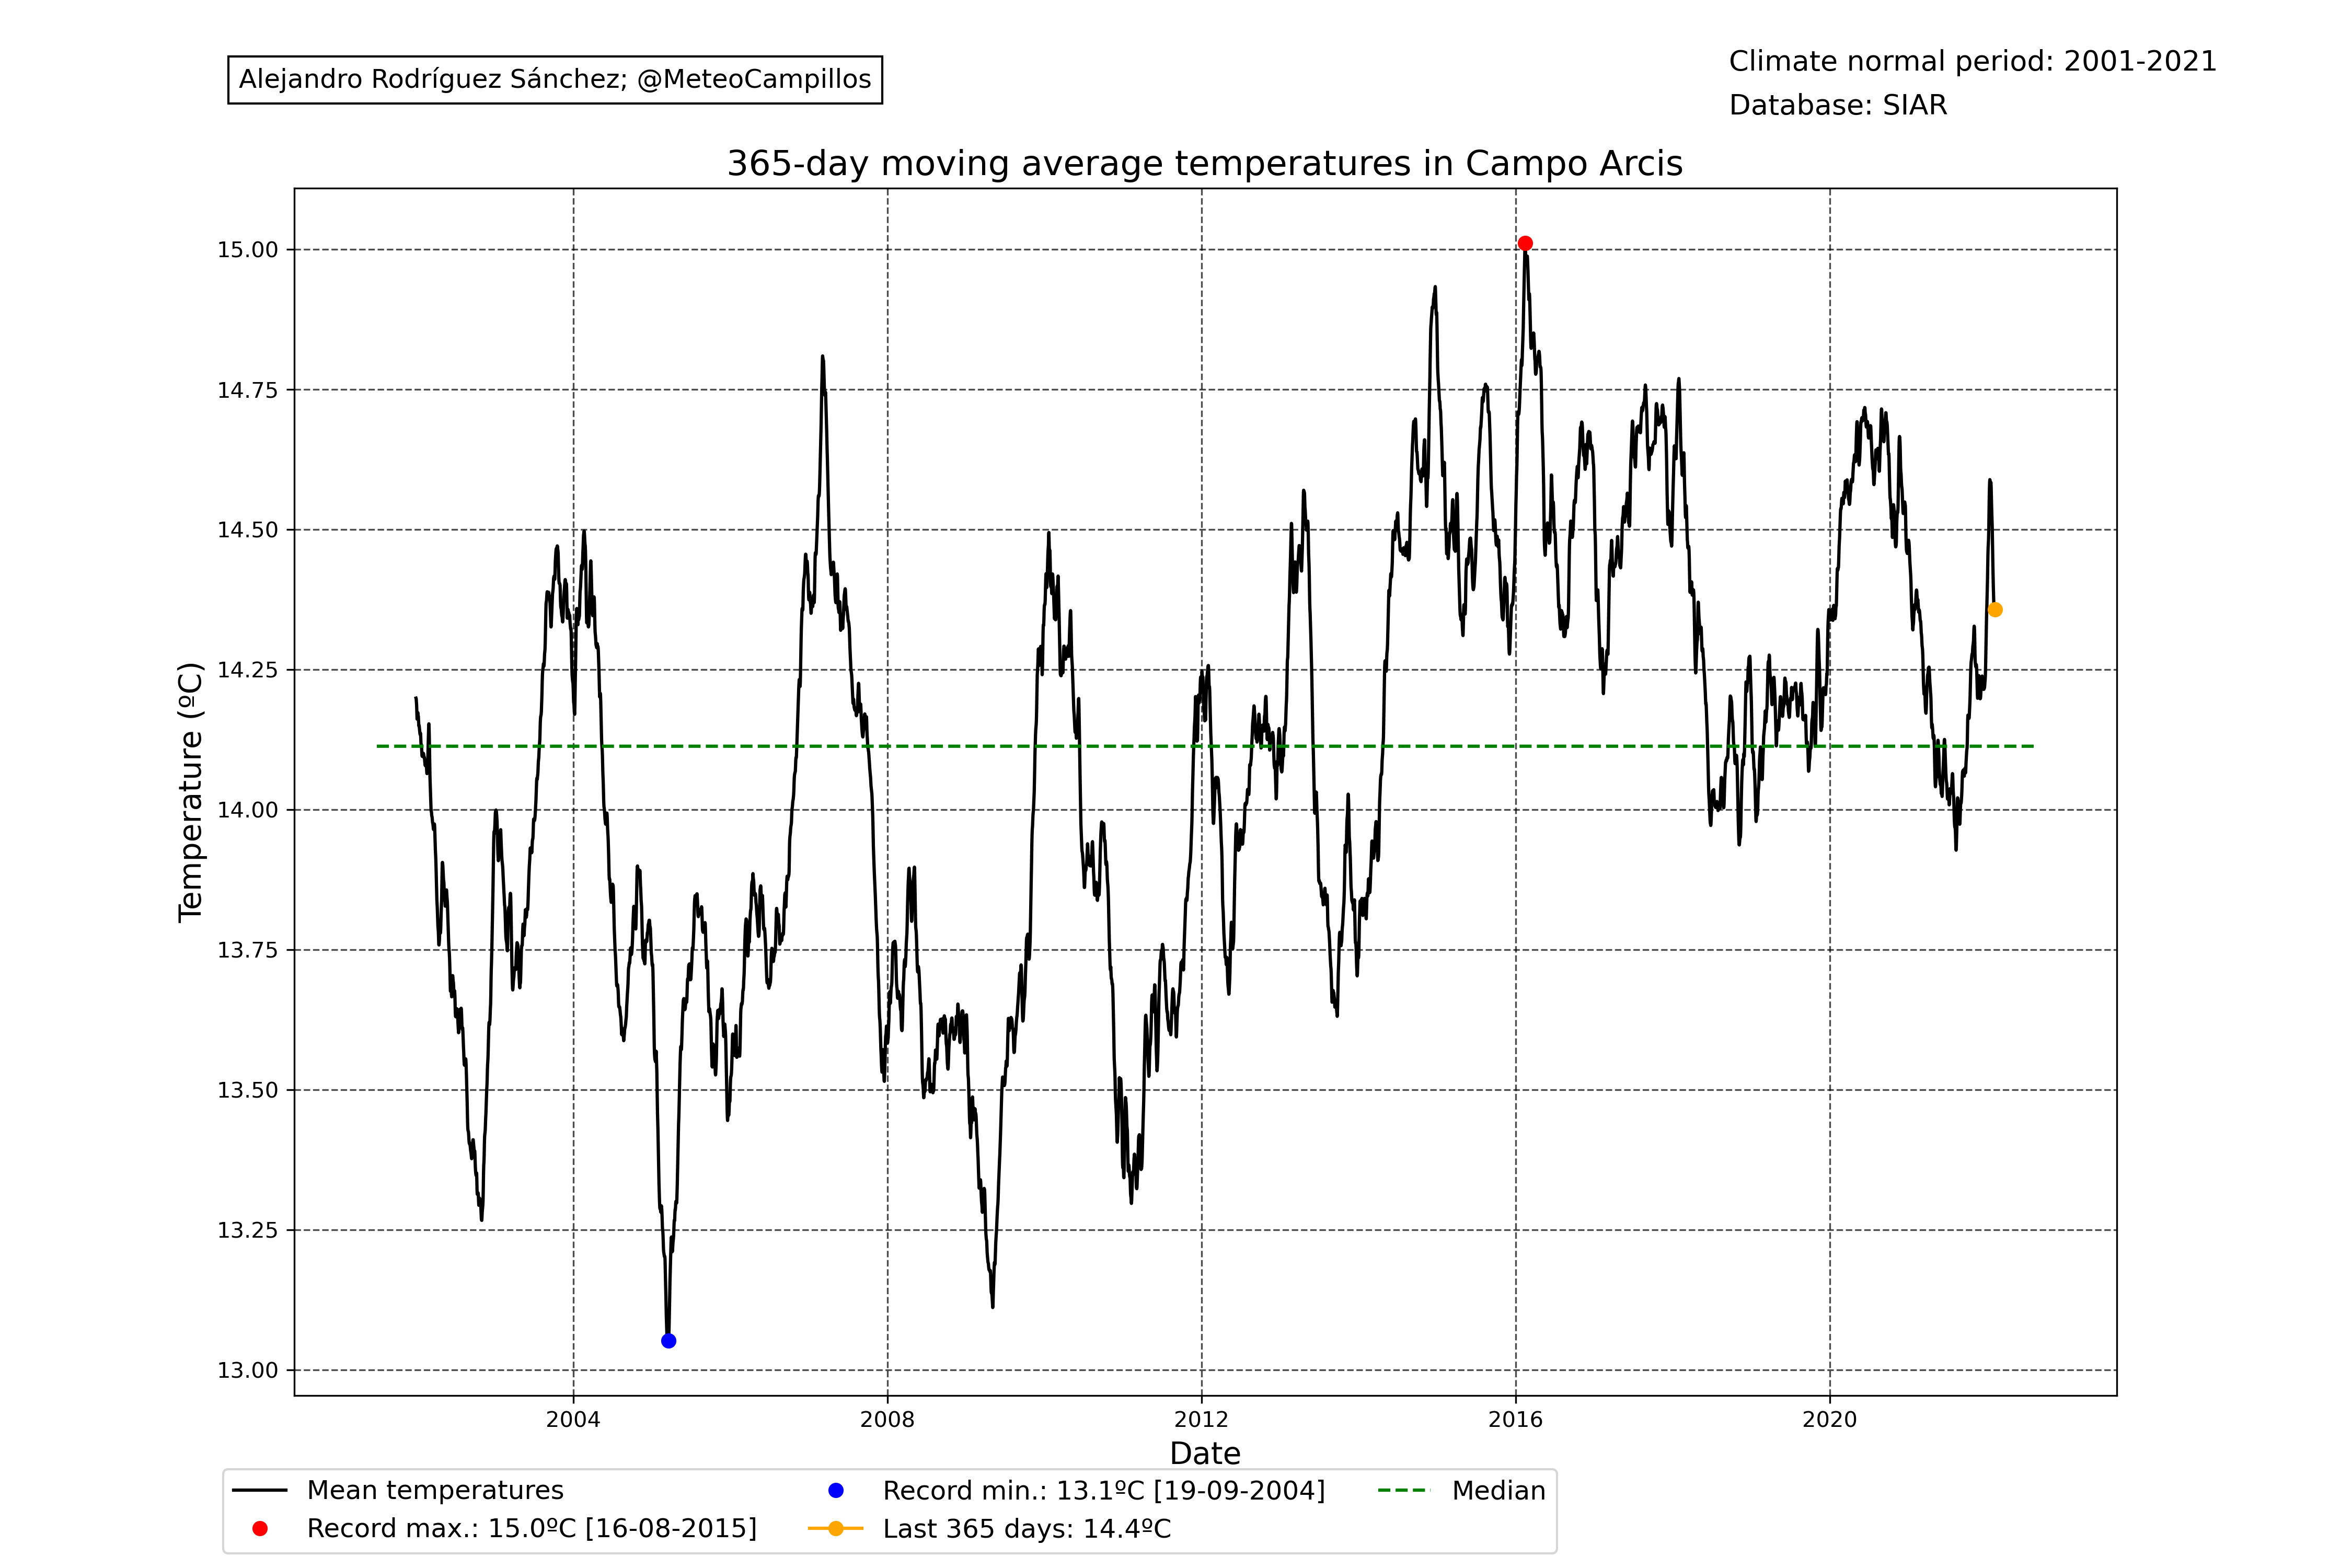 Alejandro Rodríguez Sánchez; @MeteoCampillos
Climate normal period: 2001-2021
Database: SIAR
365-day moving average temperatures in Campo Arcis
15.00
14.75
14.50
14.25
14.00
13.75
13.50
13.25
13.00
Temperature (ºC)
2004 2008 2012 2016 2020
Date
Mean temperatures
Record max.: 15.0ºC [16-08-2015]
Record min.: 13.1ºC [19-09-2004]
Last 365 days: 14.4ºC
Median